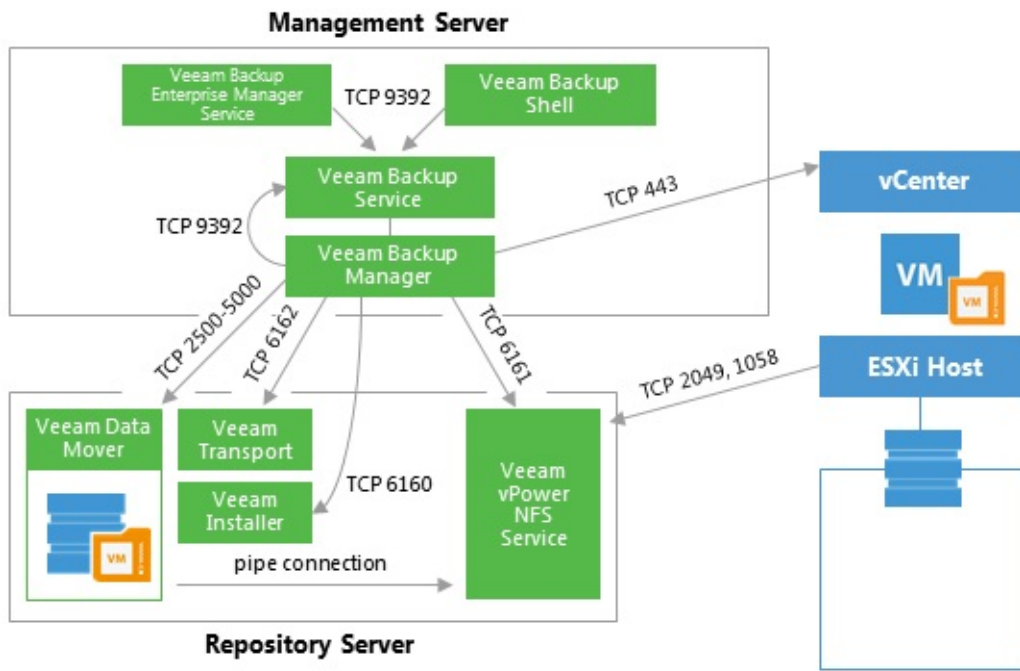 Management Server
Veeam Backup
Enterprise Manager
Service
TCP 9392
Veeam Backup
Shell
Veeam Backup
Service
TCP 9392
Veeam Backup
Manager
TCP 443
vCenter
VM
VM
ESXi Host
TCP 2500-5000
TCP 6162
TCP 6161
TCP 2049, 1058
Veeam Data
Mover
VM
Veeam
Transport
Veeam
Installer
TCP 6160
Veeam
vPower
NFS
Service
pipe connection
Repository Server